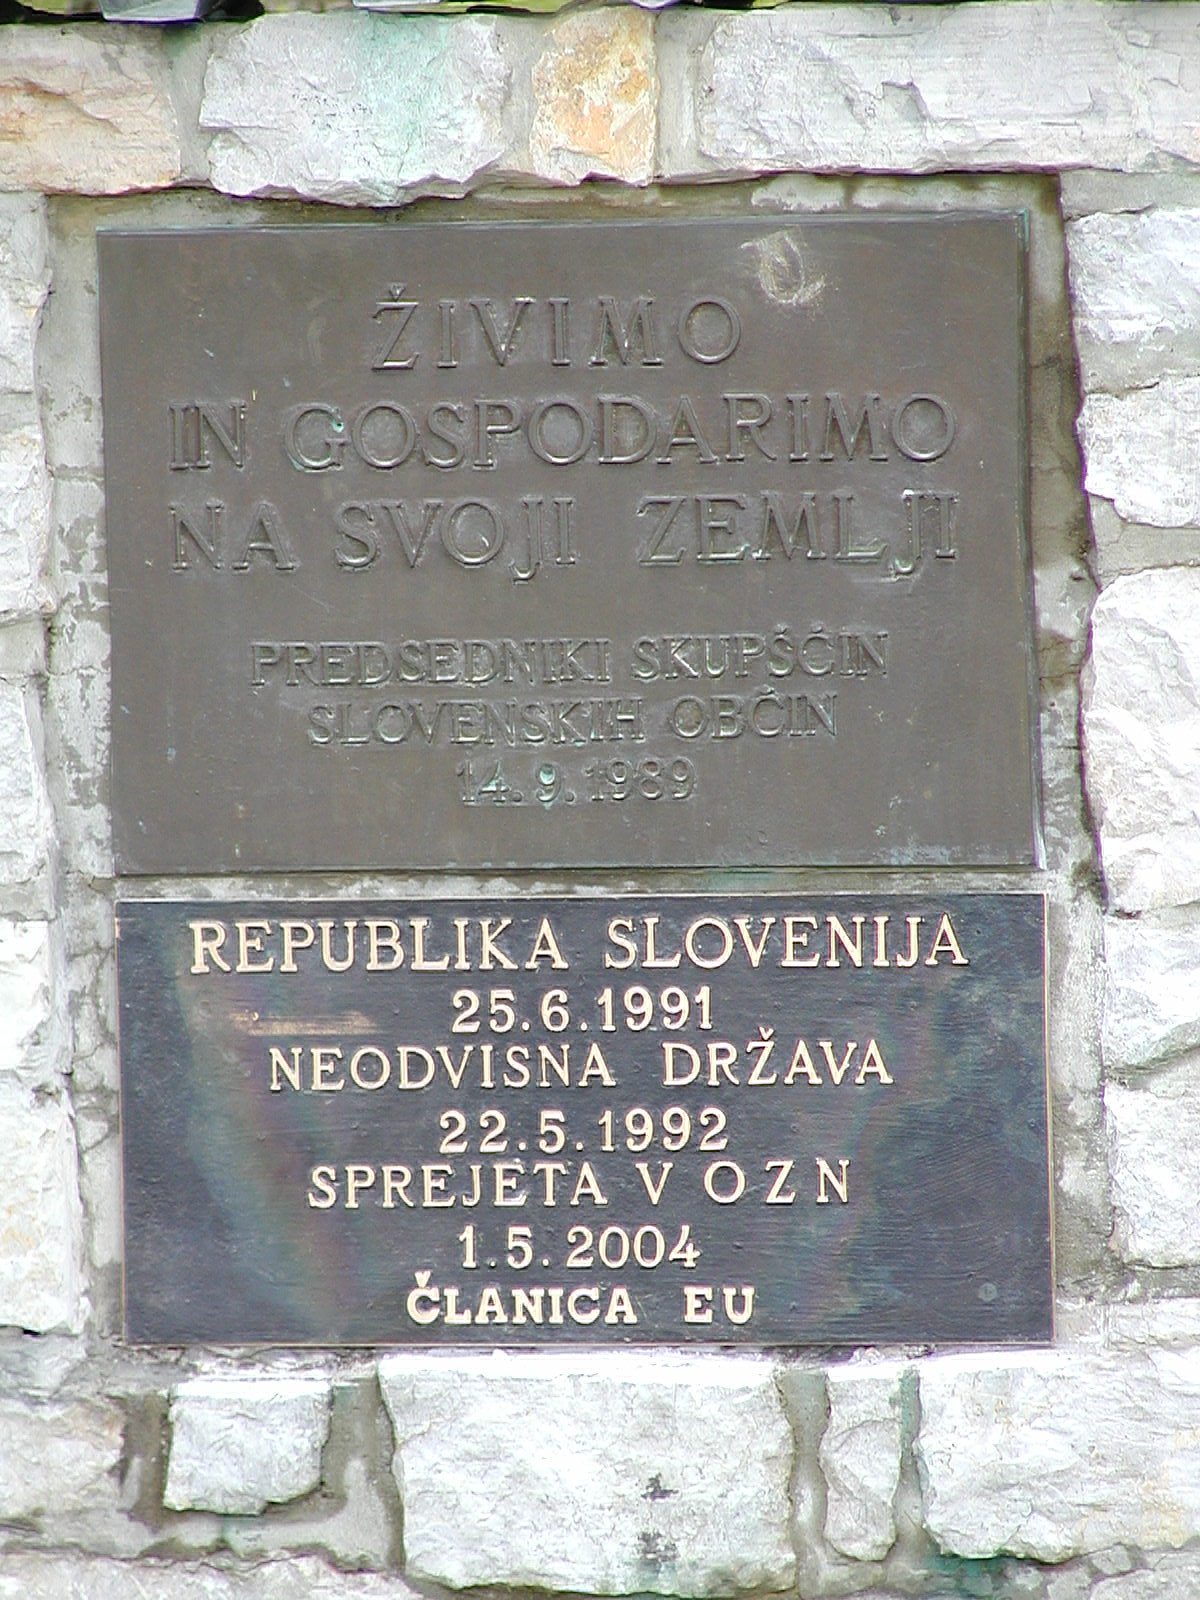 ŽIVIMO
IN GOSPODARIMO
NA SVOJI ZEMLJI
PREDSEDNIKI SKUPŠČIN
SLOVENSKIH OBČIN
14.9.1989
REPUBLIKA SLOVENIJA
25.6.1991
NEODVISNA DRŽAVA
22.5.1992
SPREJETA V OZN
1.5.2004
ČLANICA EU